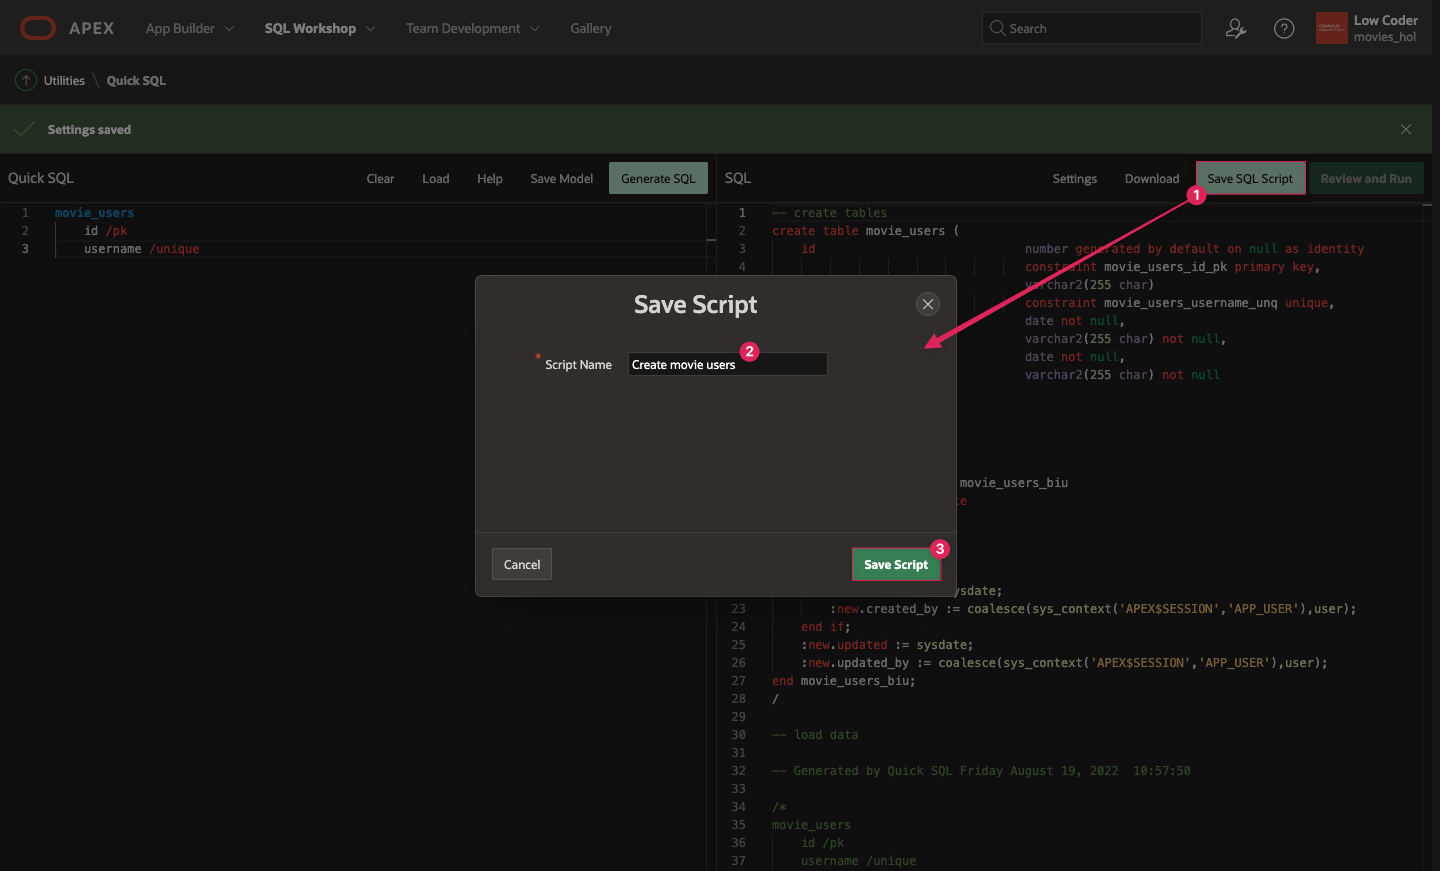 APEX App Builder SQL Workshop Team Development Gallery Search Low Coder
movies_hol
Utilities \ Quick SQL
Settings saved
Quick SQL Clear Load Help Save Model Generate SQL
1 movie_users
2 id /pk
3 username /unique
SQL Settings Download Save SQL Script Review and Run
1
1 -- create tables
2 create table movie_users (
3 id number generated by default on null as identity
4 constraint movie_users_id_pk primary key,
varchar2(255 char)
constraint movie_users_username_unq unique,
date not null,
varchar2(255 char) not null,
date not null,
varchar2(255 char) not null
movie_users_biu
te
ysdate;
23 :new.created_by := coalesce(sys_context('APEX$SESSION','APP_USER'),user);
24 end if;
25 :new.updated := sysdate;
26 :new.updated_by := coalesce(sys_context('APEX$SESSION','APP_USER'),user);
27 end movie_users_biu;
28 /
29
30 -- load data
31
32 -- Generated by Quick SQL Friday August 19, 2022  10:57:50
33
34 /*
35 movie_users
36 id /pk
37 username /unique
Save Script
2
* Script Name Create movie users
3
Cancel Save Script